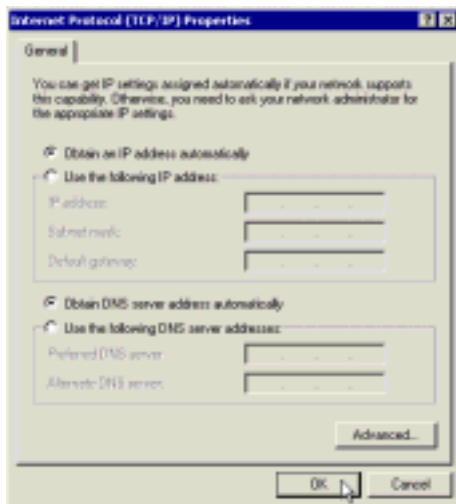 Internet Protocol (TCP/IP) Properties
General
You can get IP settings assigned automatically if your network supports
this capability. Otherwise, you need to ask your network administrator for
the appropriate IP settings.
Obtain an IP address automatically
Use the following IP address:
IP address:
Subnet mask:
Default gateway:
Obtain DNS server address automatically
Use the following DNS server addresses:
Preferred DNS server:
Alternate DNS server:
Advanced...
OK
Cancel